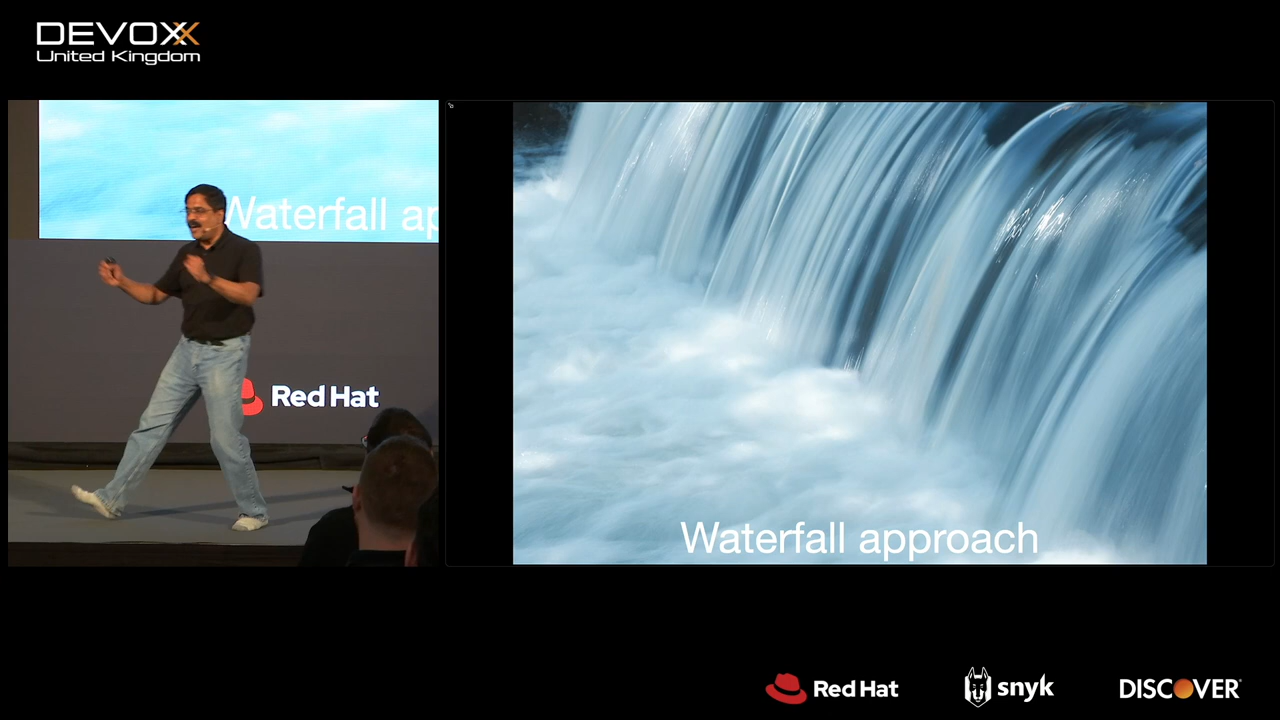 DEVOXX
United Kingdom
Waterfall ap
Red Hat
Waterfall approach
Red Hat
snyk
DISCOVER